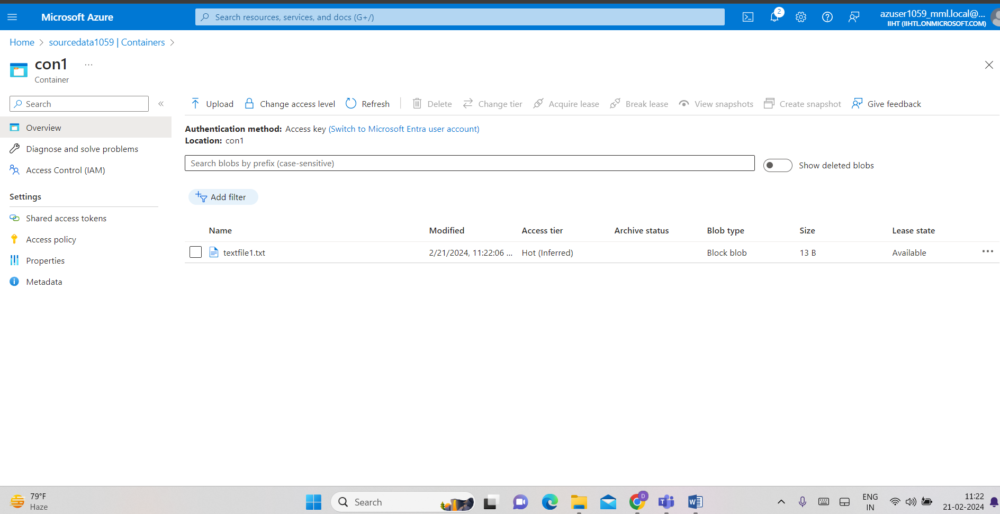 Microsoft Azure
Search resources, services, and docs (G+/)
2
azuser1059_mml.local@...
IIHT (IIHTL.ONMICROSOFT.COM)
Home > sourcedata1059 | Containers >
con1 ...
Container
Search «
Overview
Diagnose and solve problems
Access Control (IAM)
Settings
Shared access tokens
Access policy
Properties
Metadata
Upload Change access level Refresh Delete Change tier Acquire lease Break lease View snapshots Create snapshot Give feedback
Authentication method: Access key (Switch to Microsoft Entra user account)
Location: con1
Search blobs by prefix (case-sensitive)
Show deleted blobs
Add filter
Name Modified Access tier Archive status Blob type Size Lease state
textfile1.txt 2/21/2024, 11:22:06 ... Hot (Inferred) Block blob 13 B Available ...
79°F
Haze
Search
D
ENG
IN
11:22
21-02-2024